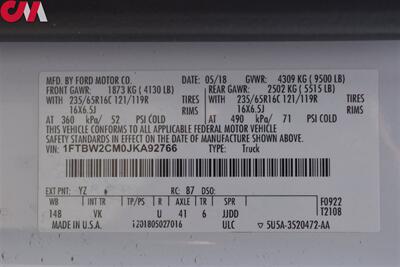 CMA
MFD. BY FORD MOTOR CO. DATE: 05/18 GVWR: 4309 KG ( 9500 LB)
FRONT GAWR: 1873 KG ( 4130 LB) REAR GAWR: 2502 KG ( 5515 LB)
WITH 235/65R16C 121/119R TIRES WITH 235/65R16C 121/119R TIRES
16X6.5J RIMS 16X6.5J RIMS
AT 360 kPa/ 52 PSI COLD AT 490 kPa/ 71 PSI COLD
THIS VEHICLE CONFORMS TO ALL APPLICABLE FEDERAL MOTOR VEHICLE
SAFETY STANDARDS IN EFFECT ON THE DATE OF MANUFACTURE SHOWN ABOVE.
VIN: 1FTBW2CM0JKA92766 TYPE: Truck
EXT PNT: YZ RC: 87 DSO:
WB INT TR TP/PS R AXLE TR SPR F0922
148 VK U 41 6 JJDD T2108
MADE IN U.S.A. 1201805027016 ULC 5U5A-3520472-AA